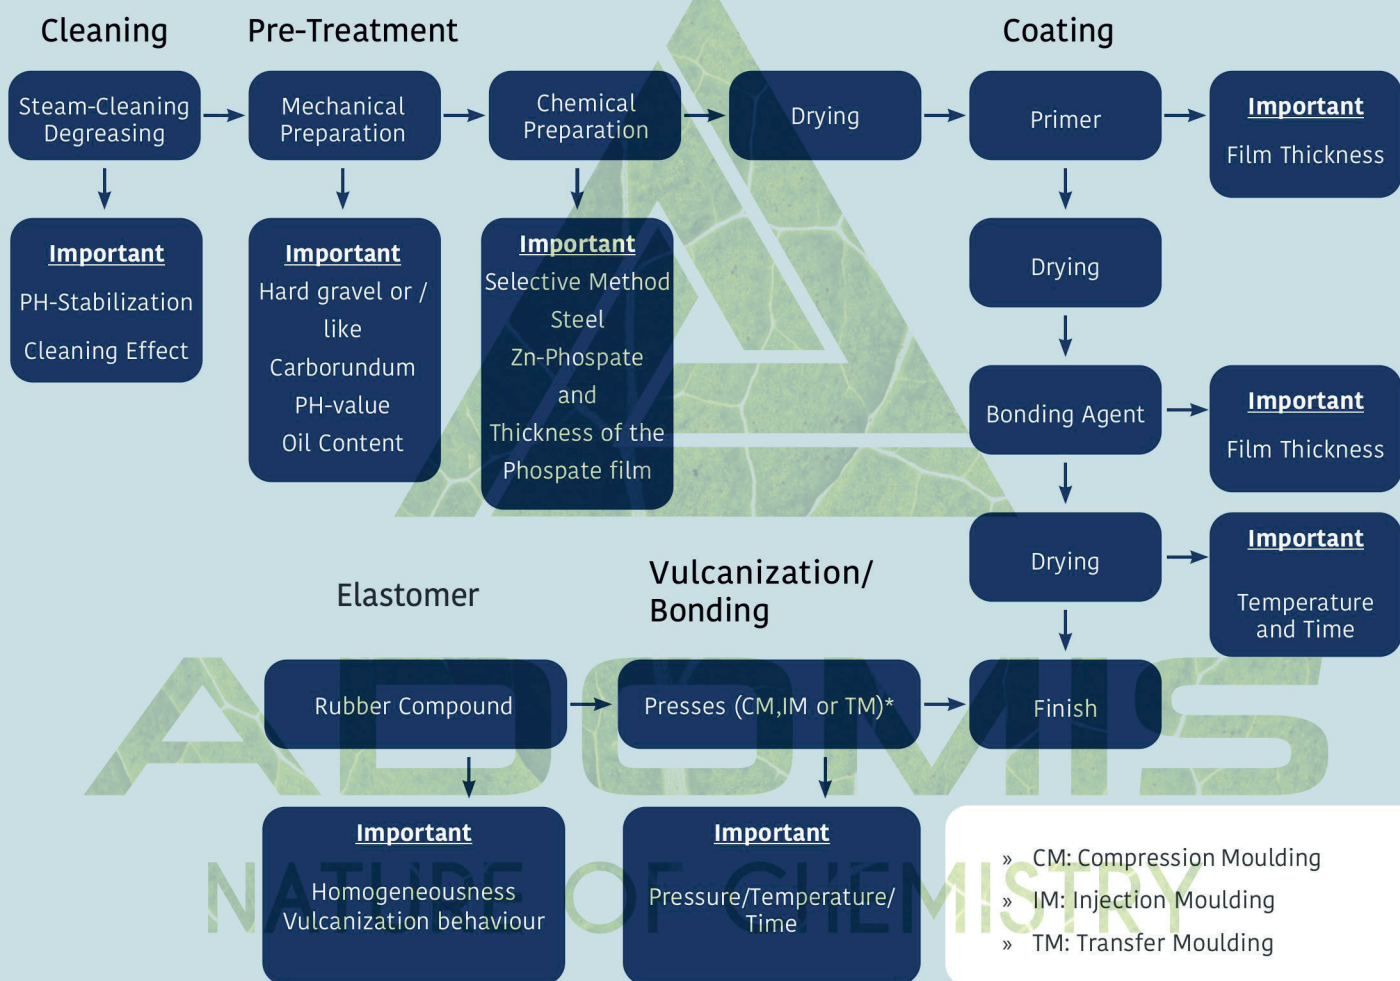 Cleaning
Pre-Treatment
Coating
Steam-Cleaning
Degreasing
Mechanical
Preparation
Chemical
Preparation
Drying
Primer
Important
Film Thickness
Important
PH-Stabilization
Cleaning Effect
Important
Hard gravel or /
like
Carborundum
PH-value
Oil Content
Important
Selective Method
Steel
Zn-Phospate
and
Thickness of the
Phospate film
Drying
Bonding Agent
Important
Film Thickness
Drying
Important
Temperature
and Time
Elastomer
Vulcanization/
Bonding
Rubber Compound
Presses (CM,IM or TM)*
Finish
Important
Homogeneousness
Vulcanization behaviour
Important
Pressure/Temperature/
Time
» CM: Compression Moulding
» IM: Injection Moulding
» TM: Transfer Moulding
ADOMIS
NATURE OF CHEMISTRY